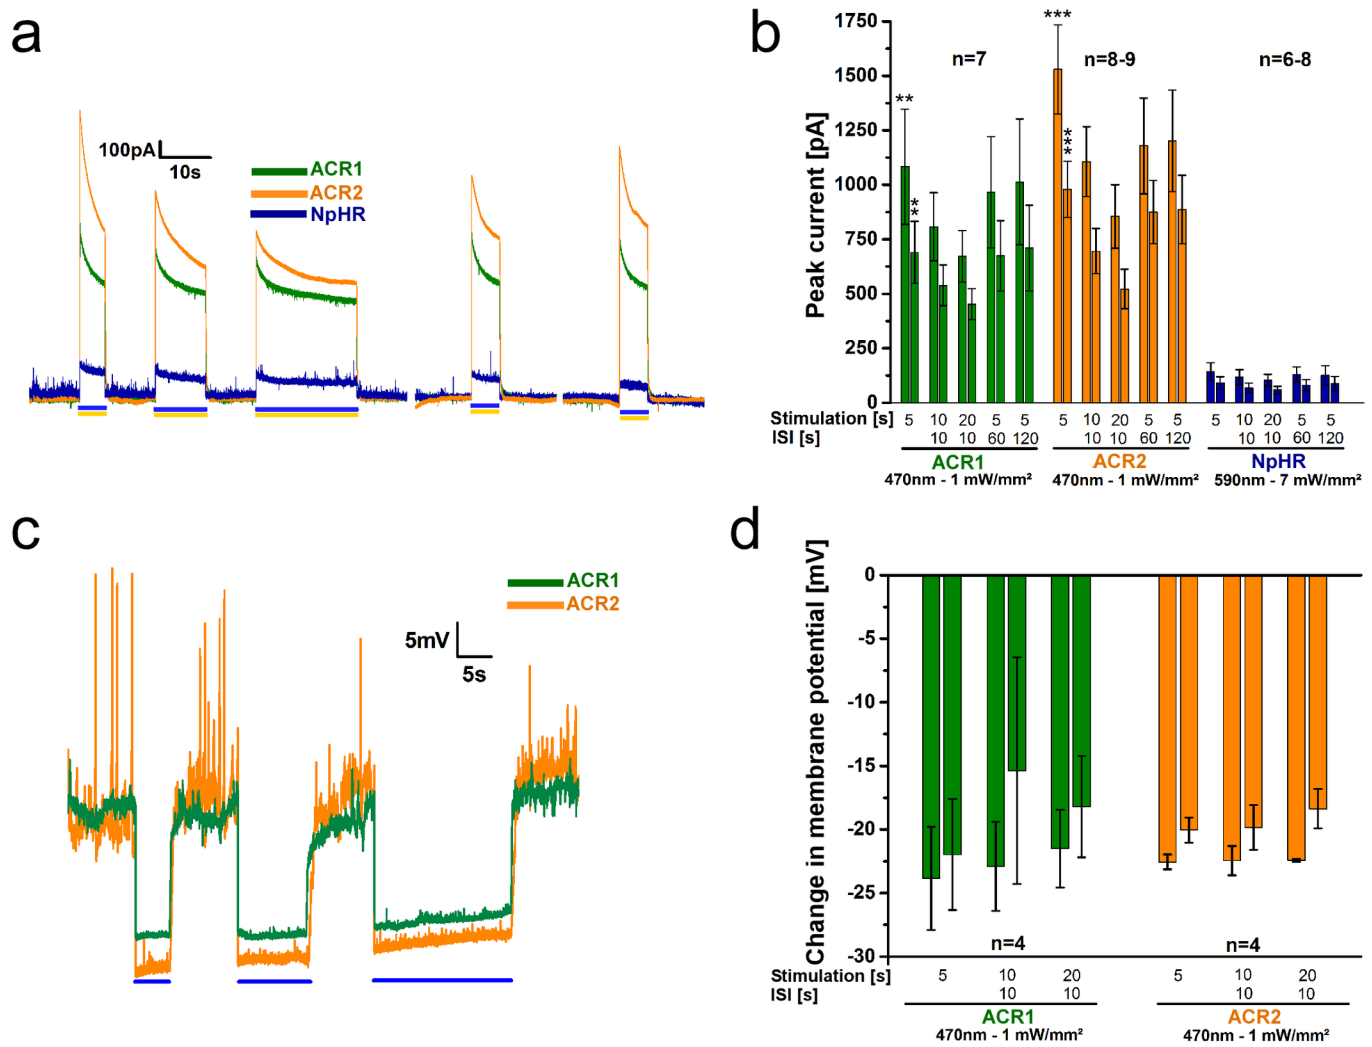 a
100pA
10s
ACR1
ACR2
NpHR
b
Peak current [pA]
1750
1500
1250
1000
750
500
250
0
n=7
n=8-9
n=6-8
**
**
***
***
Stimulation [s] 5 10 20 5 5 5 10 20 5 5 5 10 20 5 5
ISI [s] 10 10 60 120 10 10 60 120 10 10 60 120
ACR1 ACR2 NpHR
470nm - 1 mW/mm² 470nm - 1 mW/mm² 590nm - 7 mW/mm²
c
ACR1
ACR2
5mV
5s
d
Change in membrane potential [mV]
0
-5
-10
-15
-20
-25
-30
n=4 n=4
Stimulation [s] 5 10 20 5 10 20
ISI [s] 10 10 10 10
ACR1 ACR2
470nm - 1 mW/mm² 470nm - 1 mW/mm²